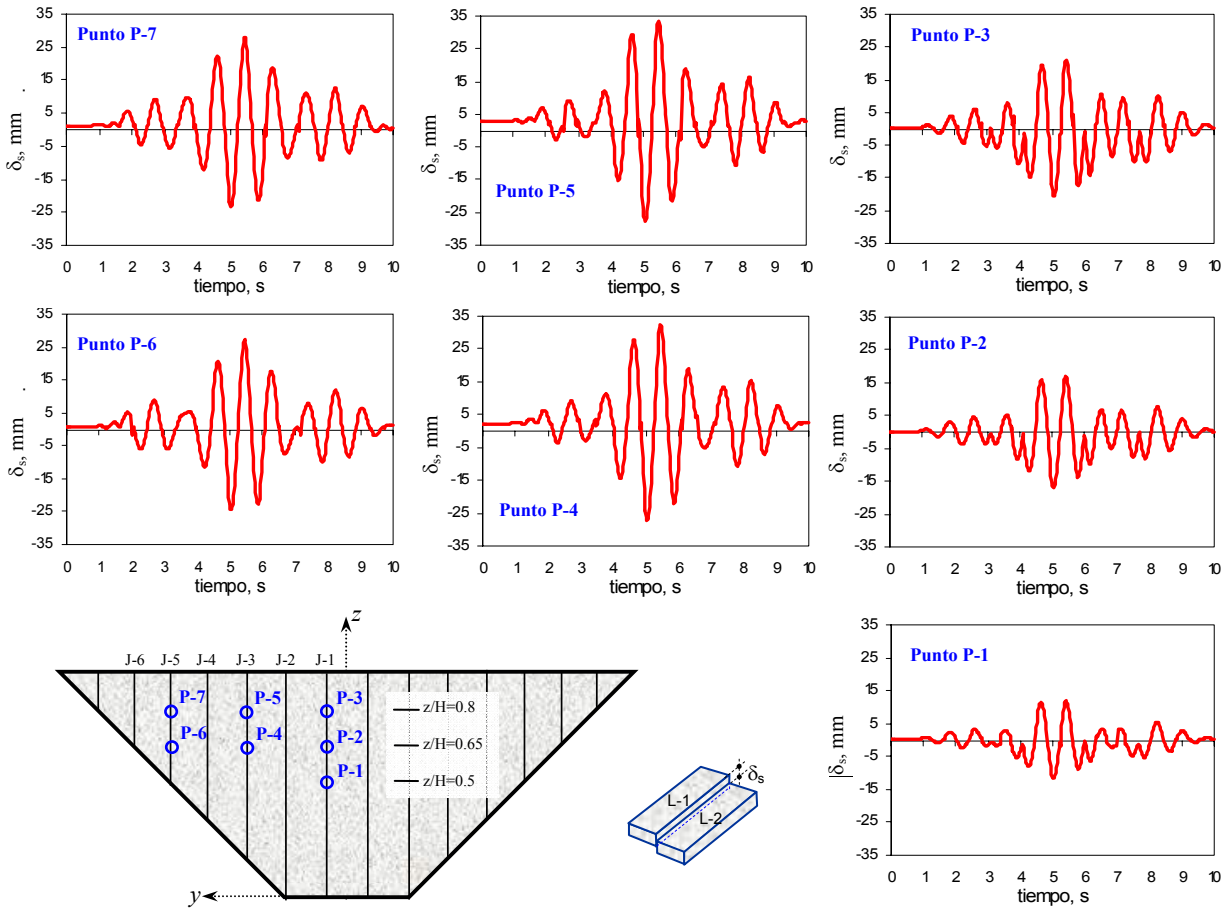 Punto P-7
35
25
15
5
-5
-15
-25
-35
δs, mm
0 1 2 3 4 5 6 7 8 9 10
tiempo, s
Punto P-5
35
25
15
5
-5
-15
-25
-35
δs, mm
0 1 2 3 4 5 6 7 8 9 10
tiempo, s
Punto P-3
35
25
15
5
-5
-15
-25
-35
δs, mm
0 1 2 3 4 5 6 7 8 9 10
tiempo, s
Punto P-6
35
25
15
5
-5
-15
-25
-35
δs, mm
0 1 2 3 4 5 6 7 8 9 10
tiempo, s
Punto P-4
35
25
15
5
-5
-15
-25
-35
δs, mm
0 1 2 3 4 5 6 7 8 9 10
tiempo, s
Punto P-2
35
25
15
5
-5
-15
-25
-35
δs, mm
0 1 2 3 4 5 6 7 8 9 10
tiempo, s
z
J-6 J-5 J-4 J-3 J-2 J-1
P-7 P-5 P-3
z/H=0.8
P-6 P-4 P-2
z/H=0.65
P-1
z/H=0.5
y
δs
L-1
L-2
Punto P-1
35
25
15
5
-5
-15
-25
-35
|δs, mm
0 1 2 3 4 5 6 7 8 9 10
tiempo, s